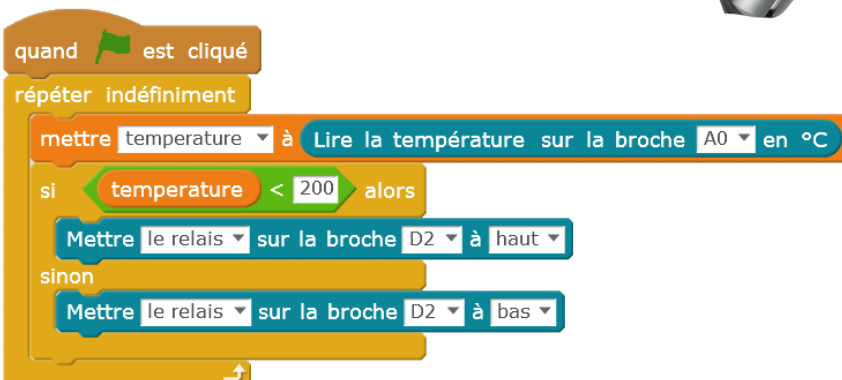 quand est cliqué
répéter indéfiniment
mettre temperature à Lire la température sur la broche A0 en °C
si temperature < 200 alors
Mettre le relais sur la broche D2 à haut
sinon
Mettre le relais sur la broche D2 à bas